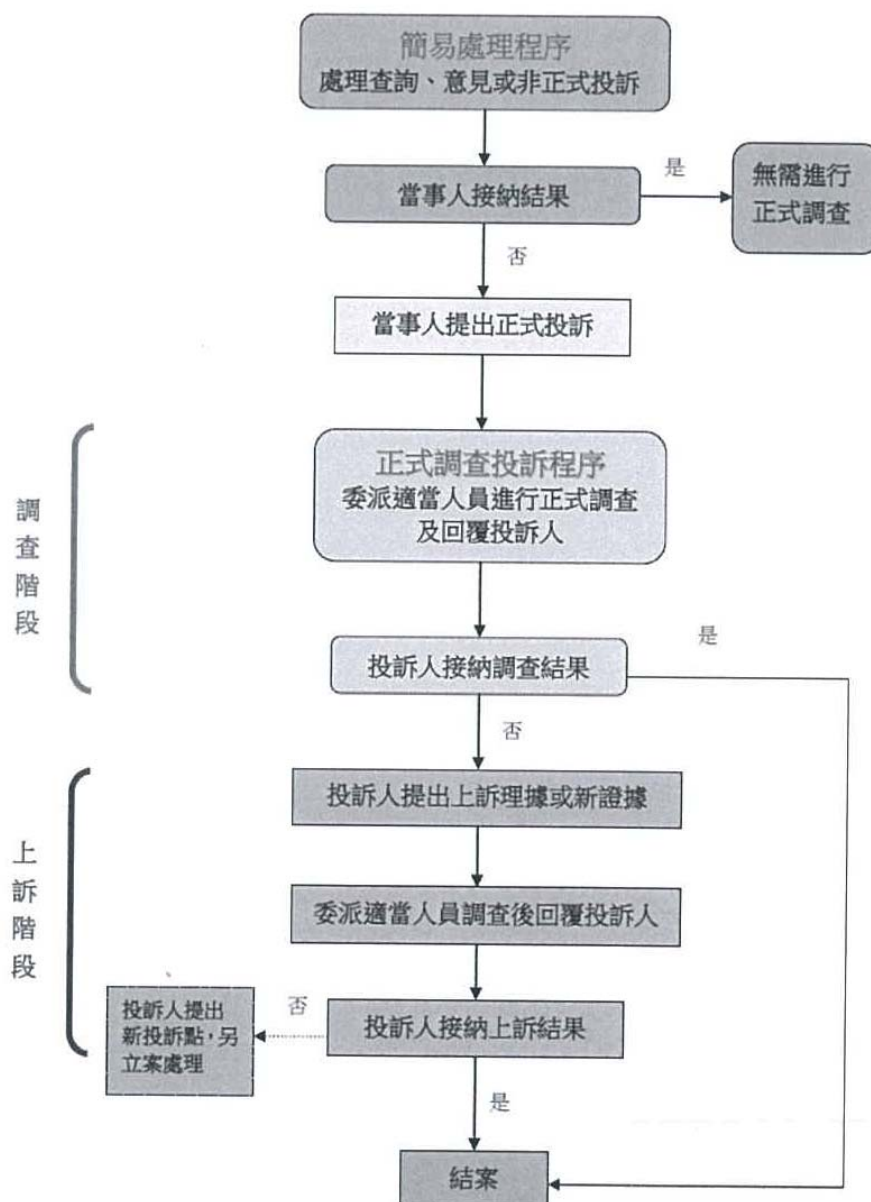 簡易處理程序
處理查詢、意見或非正式投訴
當事人接納結果
是
無需進行
正式調查
否
當事人提出正式投訴
調查階段
正式調查投訴程序
委派適當人員進行正式調查
及回覆投訴人
投訴人接納調查結果
是
否
上訴階段
投訴人提出上訴理據或新證據
委派適當人員調查後回覆投訴人
投訴人接納上訴結果
否
投訴人提出
新投訴點，另
立案處理
是
結案